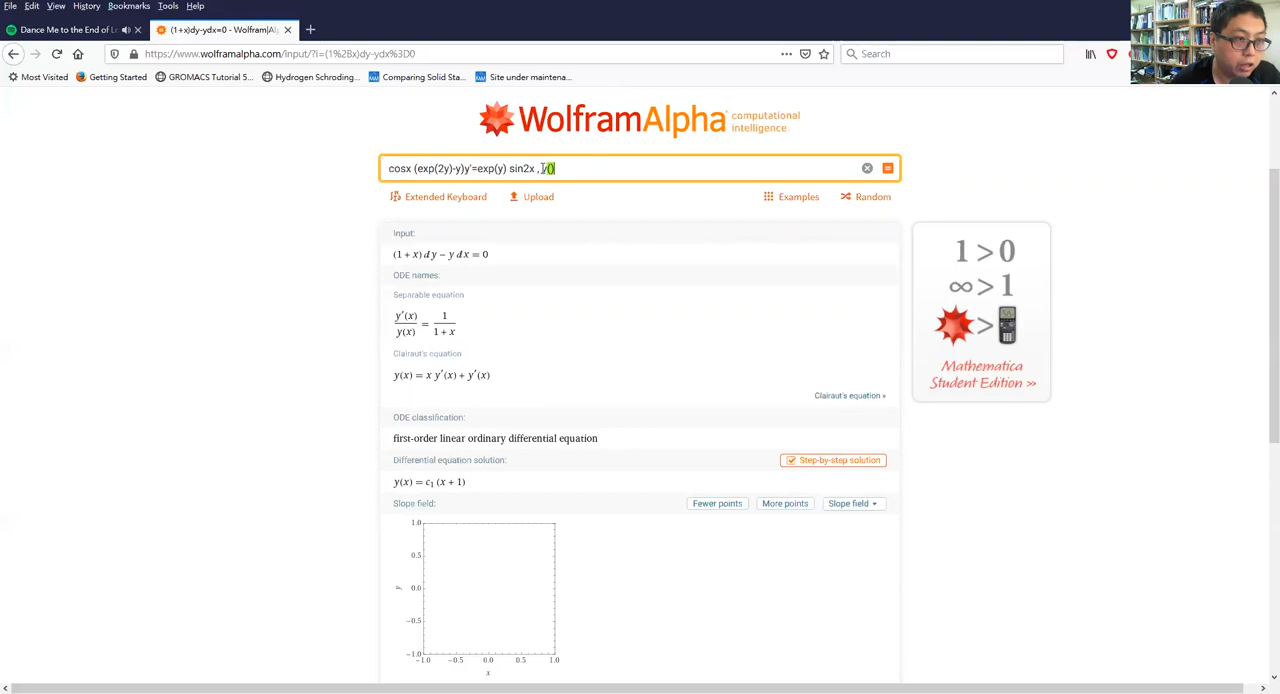 File Edit View History Bookmarks Tools Help
Dance Me to the End of Lo
(1+x)dy-ydx=0 - Wolfram|Al
https://www.wolframalpha.com/input/?i=(1%2Bx)dy-ydx%3D0
Search
Most Visited Getting Started GROMACS Tutorial 5... Hydrogen Schroding... Comparing Solid Sta... Site under maintena...
WolframAlpha computational intelligence.
cosx (exp(2y)-y)y'=exp(y) sin2x , y()
Extended Keyboard Upload Examples Random
Input:
(1 + x) dy − y dx = 0
ODE names:
Separable equation
y′(x)/y(x) = 1/(1 + x)
Clairaut's equation
y(x) = x y′(x) + y′(x)
Clairaut's equation »
ODE classification:
first-order linear ordinary differential equation
Differential equation solution:
Step-by-step solution
y(x) = c₁ (x + 1)
Slope field:
Fewer points More points Slope field
1.0
0.5
y 0.0
−0.5
−1.0
−1.0 −0.5 0.0 0.5 1.0
x
1 > 0
∞ > 1
>
Mathematica
Student Edition »